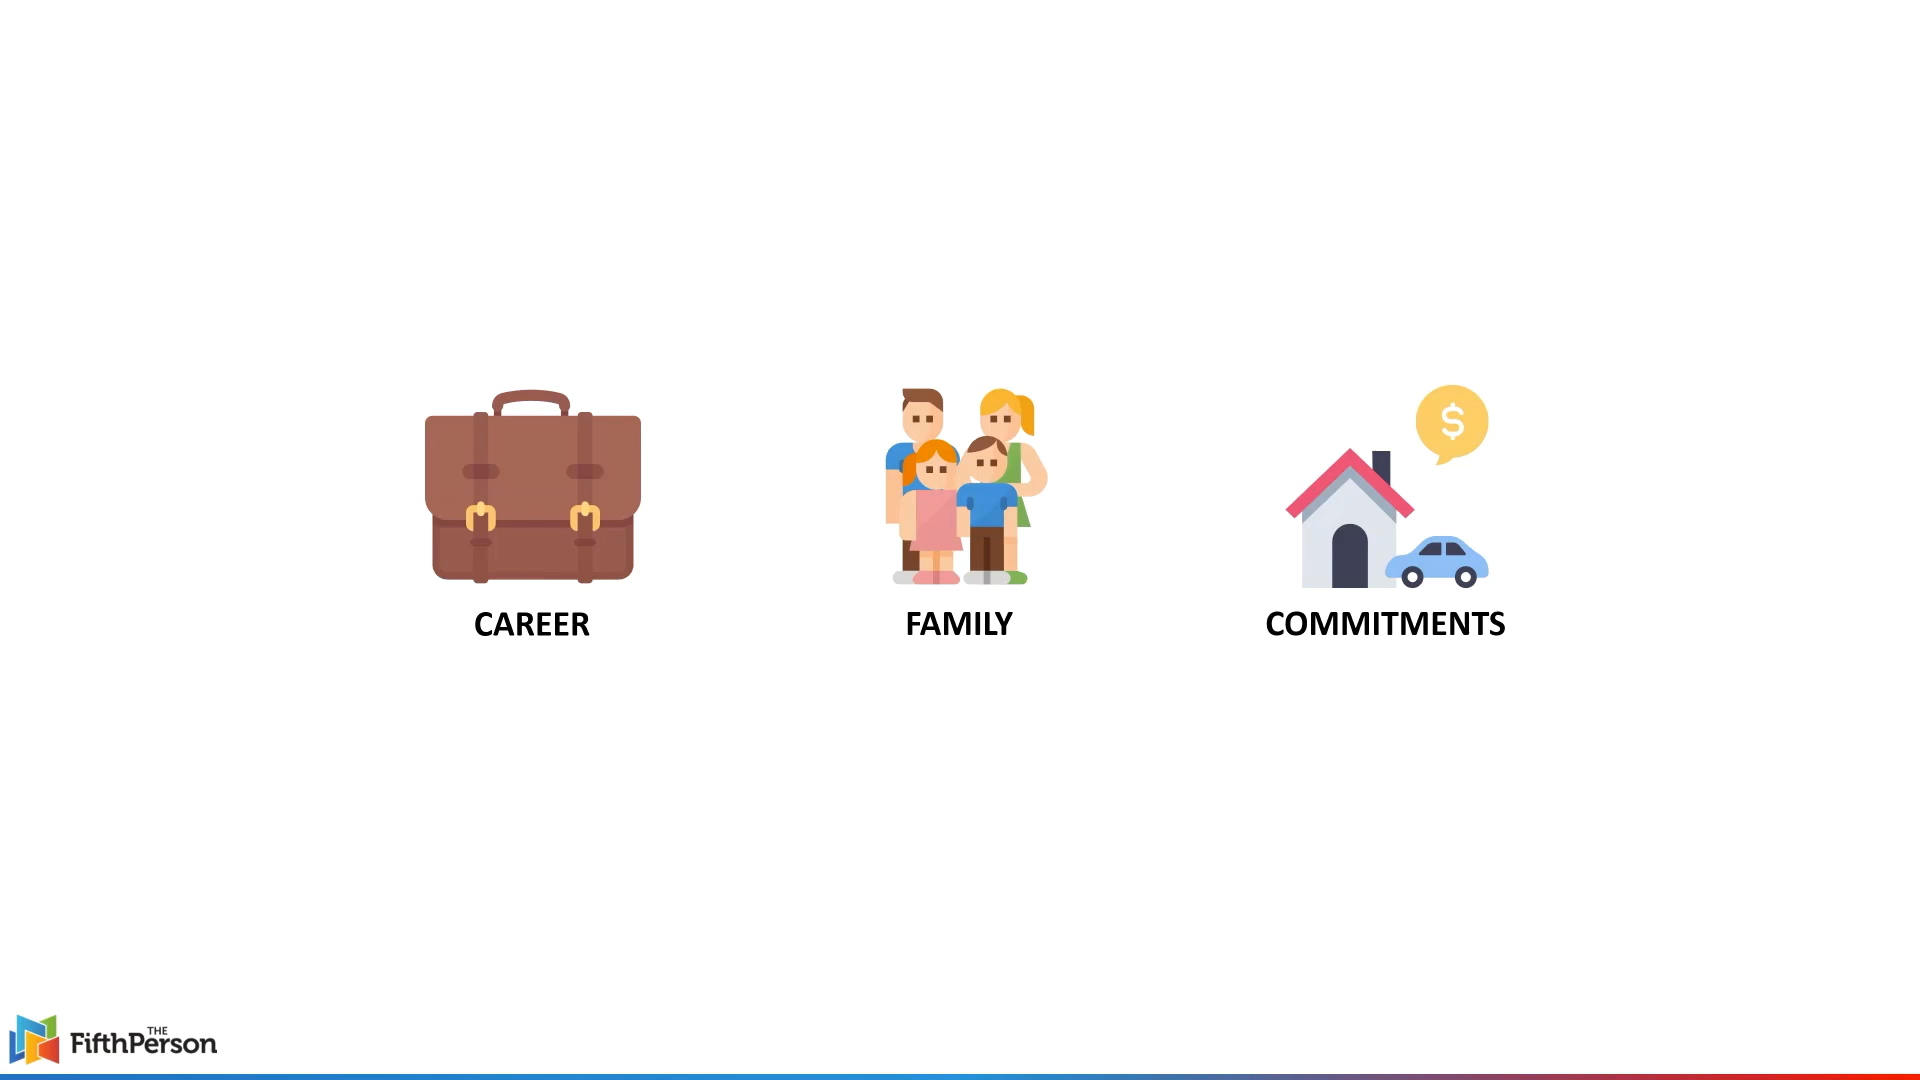 $
CAREER
FAMILY
COMMITMENTS
THE
FifthPerson